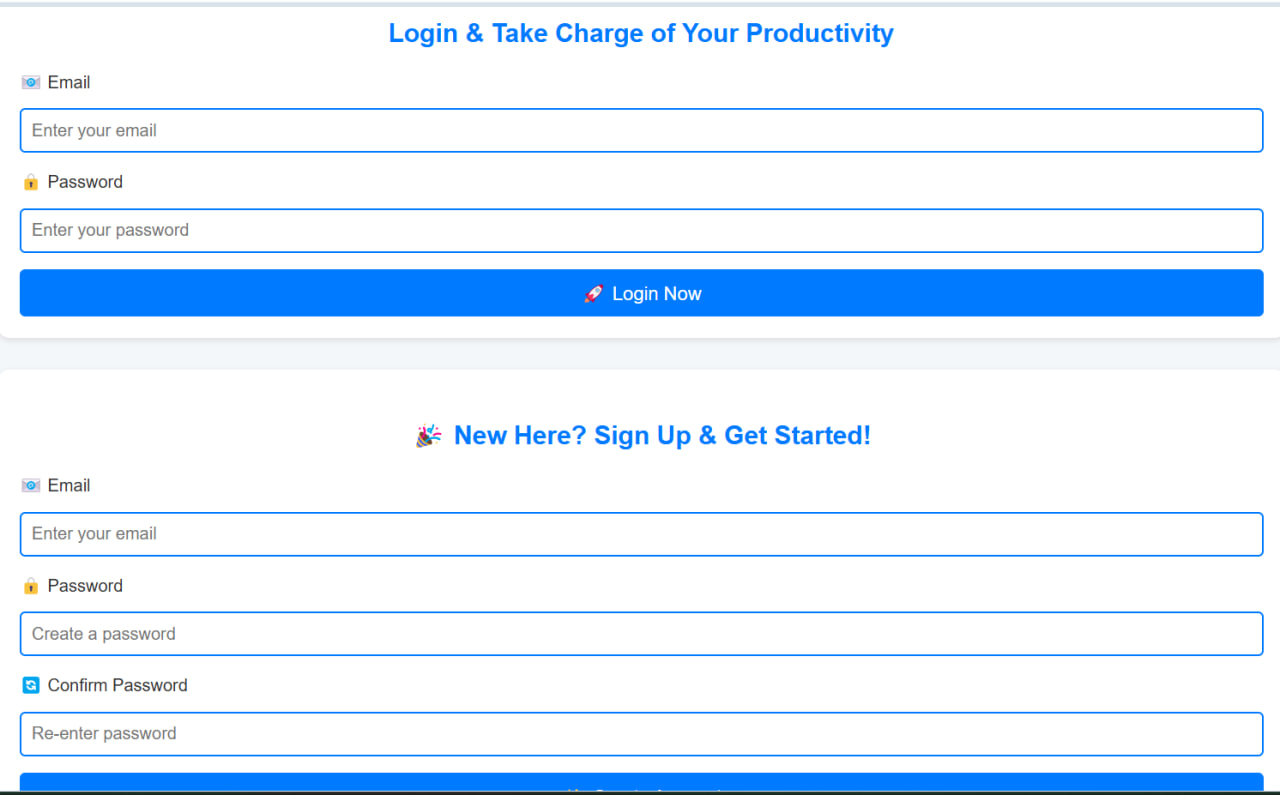 Login & Take Charge of Your Productivity
Email
Enter your email
Password
Enter your password
Login Now
New Here? Sign Up & Get Started!
Email
Enter your email
Password
Create a password
Confirm Password
Re-enter password